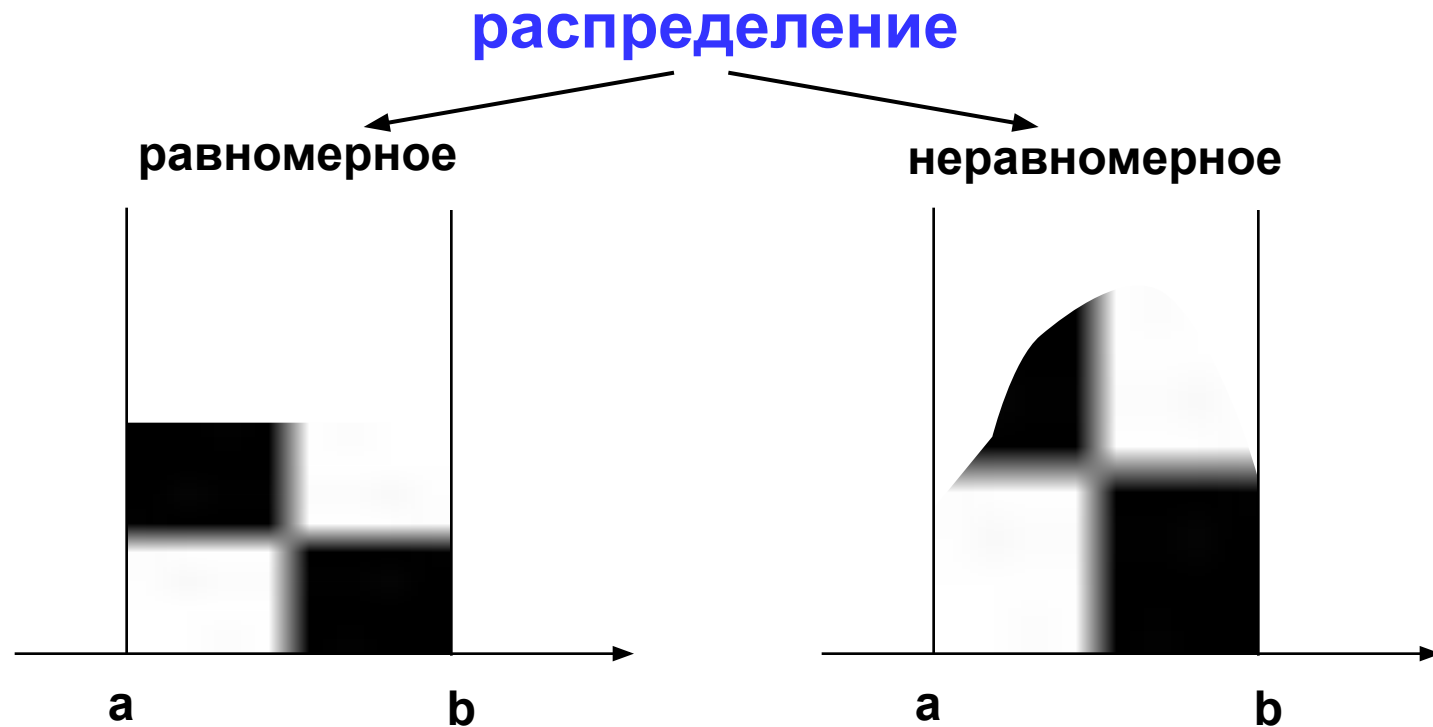 распределение
равномерное
неравномерное
a b
a b